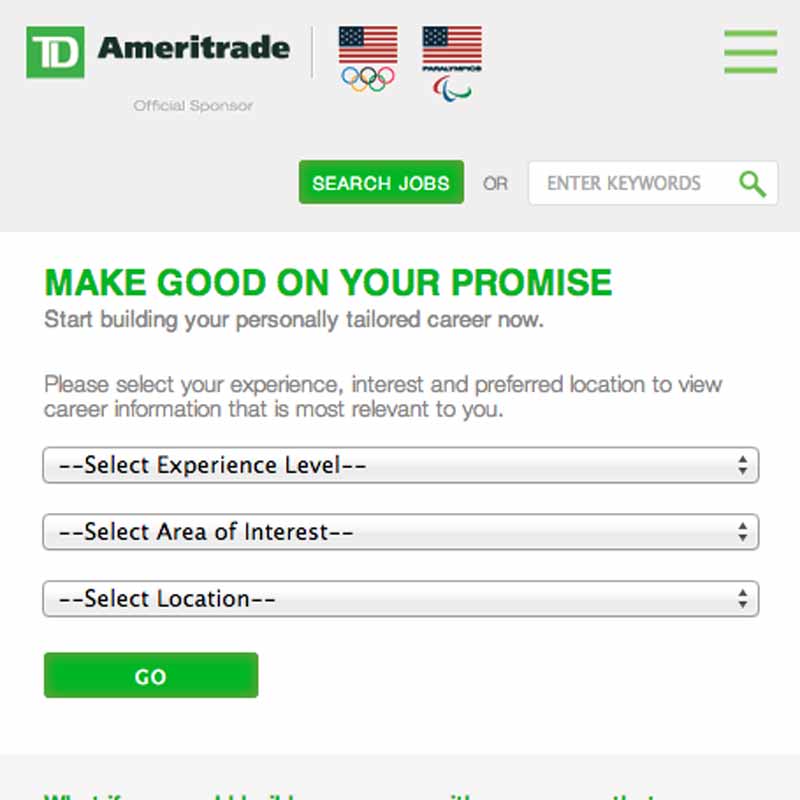 TD Ameritrade
PARALYMPICS
Official Sponsor
SEARCH JOBS OR ENTER KEYWORDS
MAKE GOOD ON YOUR PROMISE
Start building your personally tailored career now.
Please select your experience, interest and preferred location to view
career information that is most relevant to you.
--Select Experience Level--
--Select Area of Interest--
--Select Location--
GO